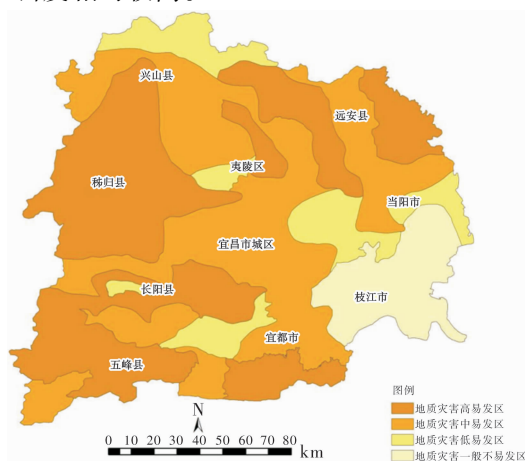 兴山县
远安县
夷陵区
秭归县
当阳市
宜昌市城区
长阳县
枝江市
宜都市
五峰县
图例
地质灾害高易发区
地质灾害中易发区
地质灾害低易发区
地质灾害一般不易发区
N
0 10 20 30 40 50 60 70 80
km